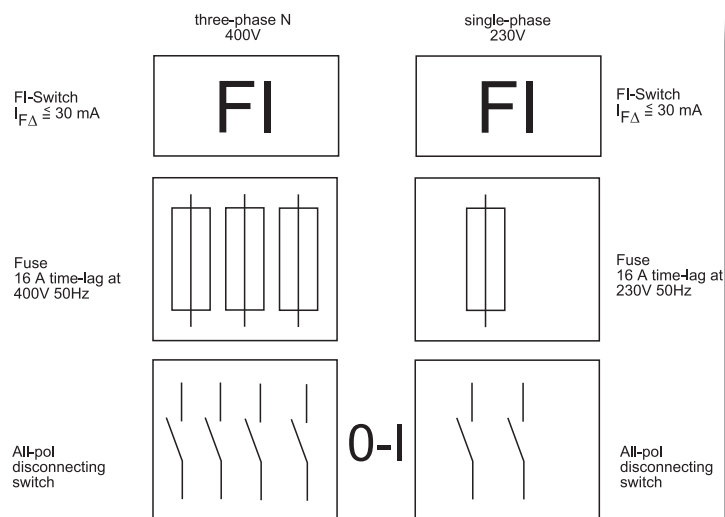 three-phase N
400V
single-phase
230V
FI-Switch
I_FΔ ≦ 30 mA
FI
FI
FI-Switch
I_FΔ ≦ 30 mA
Fuse
16 A time-lag at
400V 50Hz
Fuse
16 A time-lag at
230V 50Hz
All-pol
disconnecting
switch
0-I
All-pol
disconnecting
switch